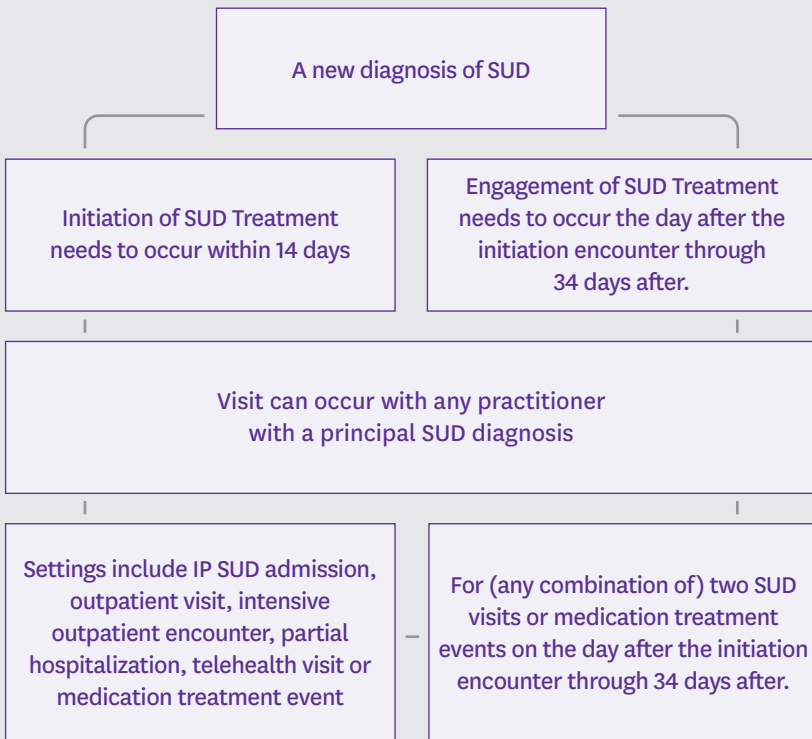 A new diagnosis of SUD
Initiation of SUD Treatment
needs to occur within 14 days
Engagement of SUD Treatment
needs to occur the day after the
initiation encounter through
34 days after.
Visit can occur with any practitioner
with a principal SUD diagnosis
Settings include IP SUD admission,
outpatient visit, intensive
outpatient encounter, partial
hospitalization, telehealth visit or
medication treatment event
For (any combination of) two SUD
visits or medication treatment
events on the day after the initiation
encounter through 34 days after.